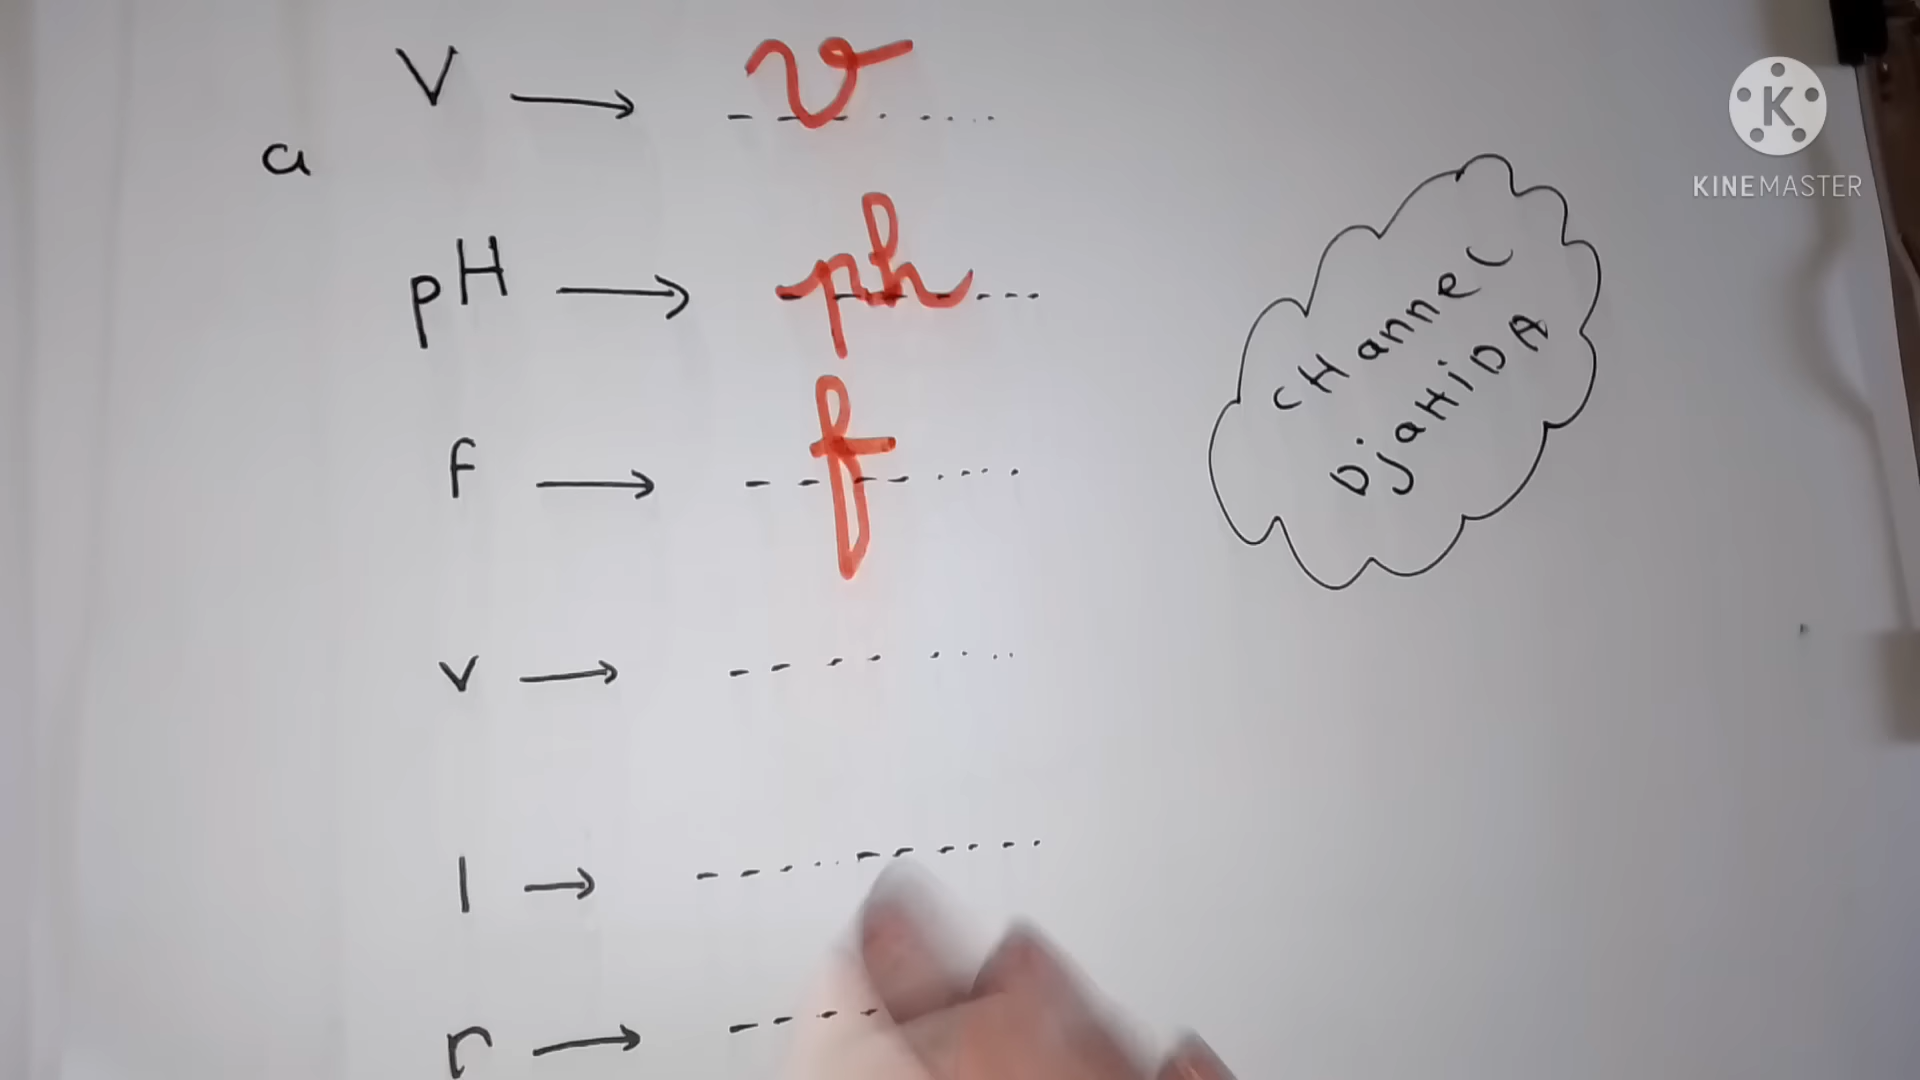 V → v
a
pH → ph
F → f
v →
l →
r →
CHannel
DjaHiDA
KINEMASTER